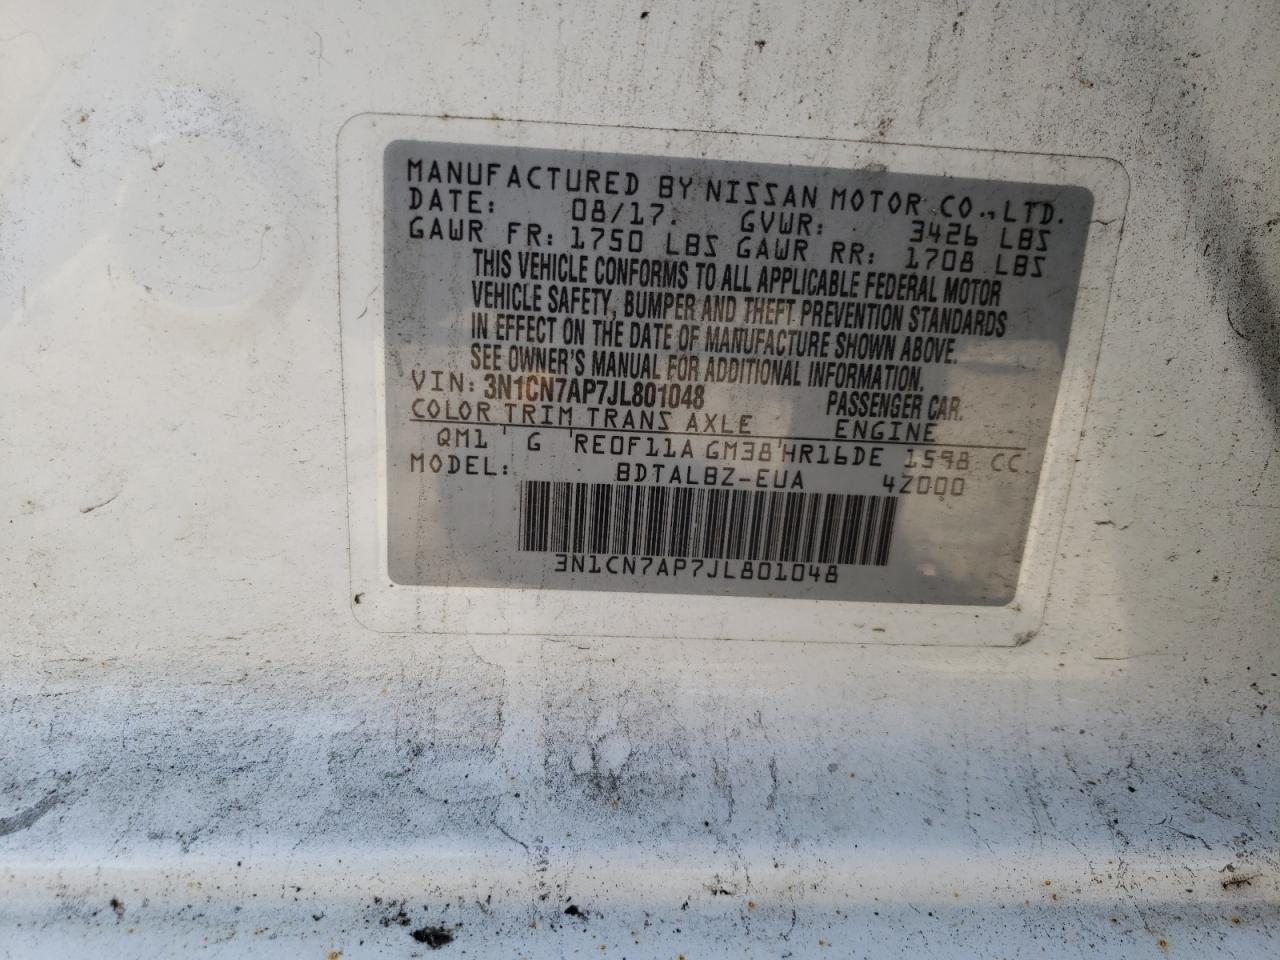 MANUFACTURED BY NISSAN MOTOR CO., LTD.
DATE: 08/17. GVWR: 3426 LBS
GAWR FR: 1750 LBS GAWR RR: 1708 LBS
THIS VEHICLE CONFORMS TO ALL APPLICABLE FEDERAL MOTOR
VEHICLE SAFETY, BUMPER AND THEFT PREVENTION STANDARDS
IN EFFECT ON THE DATE OF MANUFACTURE SHOWN ABOVE.
SEE OWNER'S MANUAL FOR ADDITIONAL INFORMATION.
VIN: 3N1CN7AP7JL801048 PASSENGER CAR.
COLOR TRIM TRANS AXLE ENGINE
QM1 ' G 'RE0F11A GM38'HR16DE 1598 CC
MODEL: BDTALBZ-EUA 42000
3N1CN7AP7JL801048